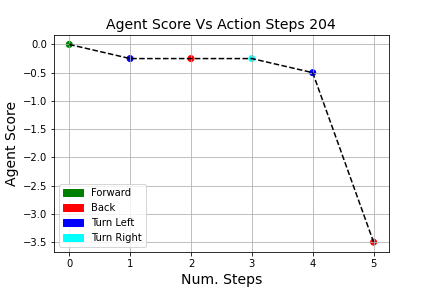 Agent Score Vs Action Steps 204
Agent Score
0.0
−0.5
−1.0
−1.5
−2.0
−2.5
−3.0
−3.5
Forward
Back
Turn Left
Turn Right
0 1 2 3 4 5
Num. Steps